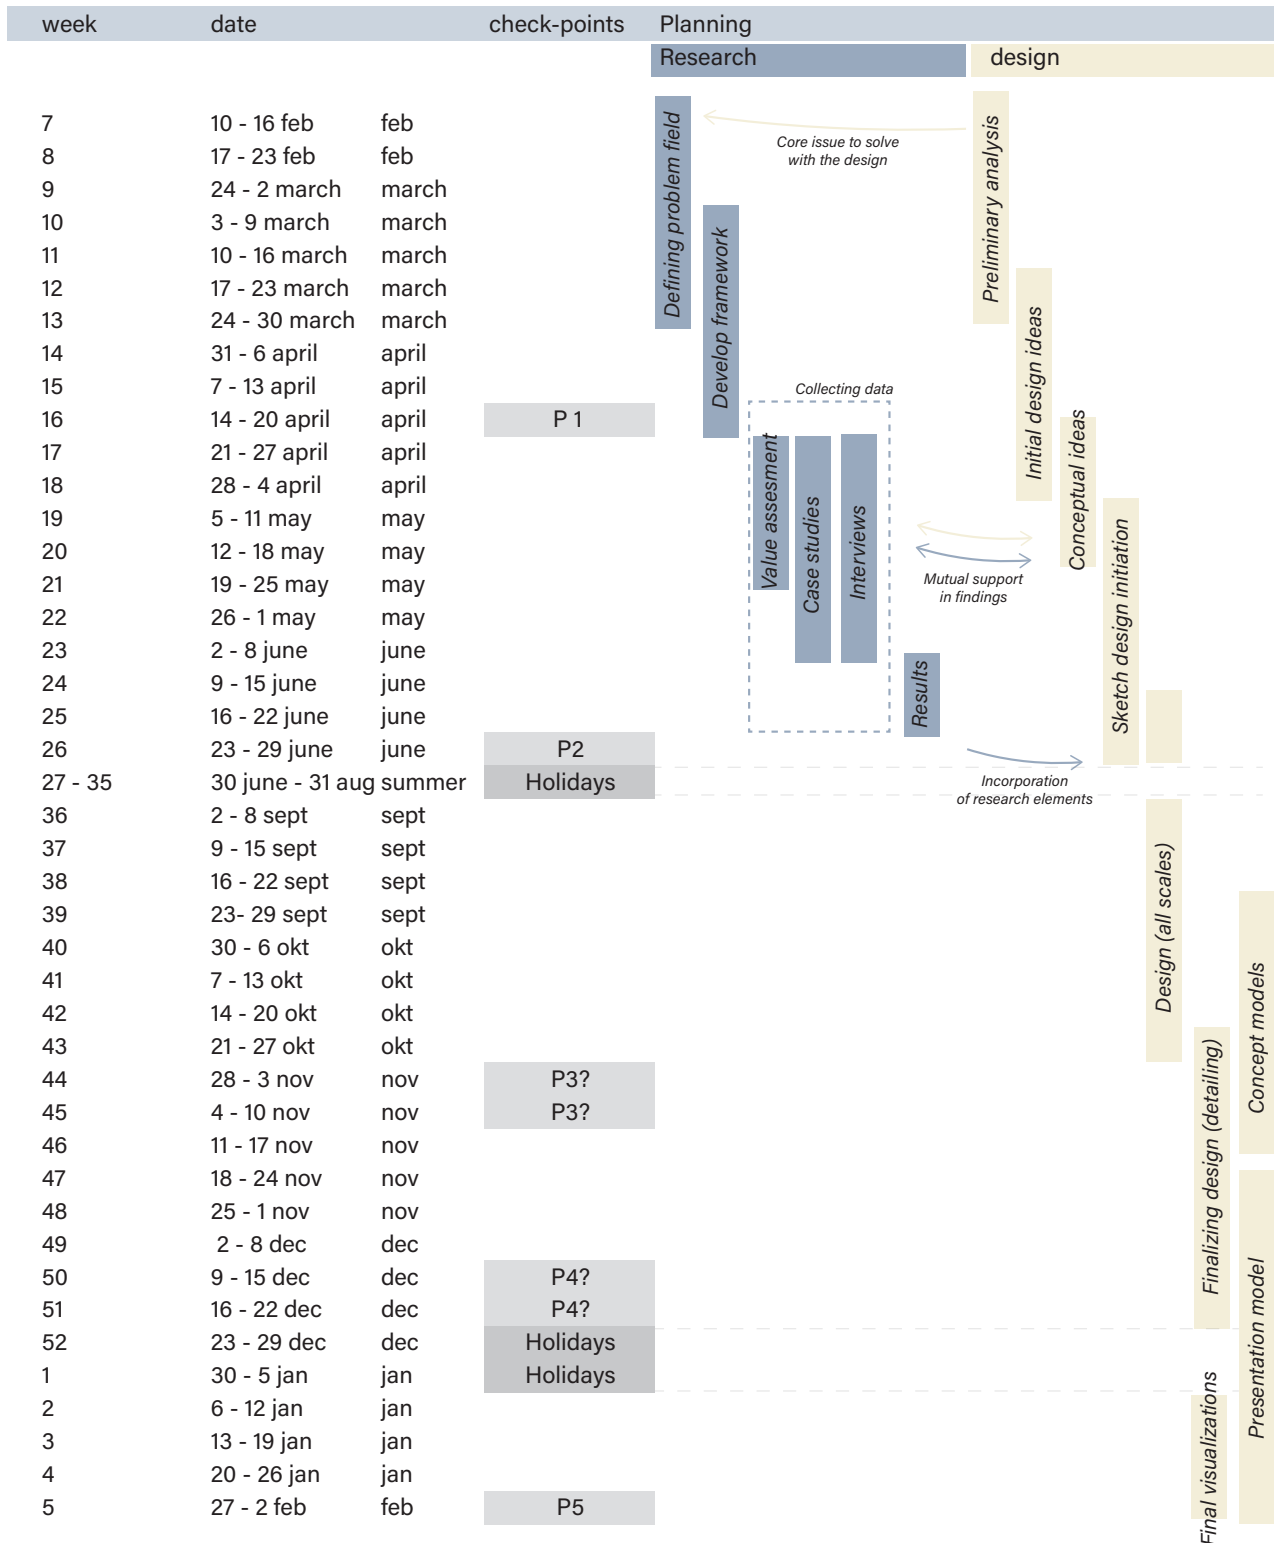 week date check-points Planning
Research design
7 10 - 16 feb feb
8 17 - 23 feb feb
9 24 - 2 march march
10 3 - 9 march march
11 10 - 16 march march
12 17 - 23 march march
13 24 - 30 march march
14 31 - 6 april april
15 7 - 13 april april
16 14 - 20 april april P 1
17 21 - 27 april april
18 28 - 4 april april
19 5 - 11 may may
20 12 - 18 may may
21 19 - 25 may may
22 26 - 1 may may
23 2 - 8 june june
24 9 - 15 june june
25 16 - 22 june june
26 23 - 29 june june P2
27 - 35 30 june - 31 aug summer Holidays
36 2 - 8 sept sept
37 9 - 15 sept sept
38 16 - 22 sept sept
39 23- 29 sept sept
40 30 - 6 okt okt
41 7 - 13 okt okt
42 14 - 20 okt okt
43 21 - 27 okt okt
44 28 - 3 nov nov P3?
45 4 - 10 nov nov P3?
46 11 - 17 nov nov
47 18 - 24 nov nov
48 25 - 1 nov nov
49 2 - 8 dec dec
50 9 - 15 dec dec P4?
51 16 - 22 dec dec P4?
52 23 - 29 dec dec Holidays
1 30 - 5 jan jan Holidays
2 6 - 12 jan jan
3 13 - 19 jan jan
4 20 - 26 jan jan
5 27 - 2 feb feb P5
Defining problem field
Develop framework
Core issue to solve
with the design
Collecting data
Value assesment
Case studies
Interviews
Results
Mutual support
in findings
Incorporation
of research elements
Preliminary analysis
Initial design ideas
Conceptual ideas
Sketch design initiation
Design (all scales)
Finalizing design (detailing)
Final visualizations
Concept models
Presentation model